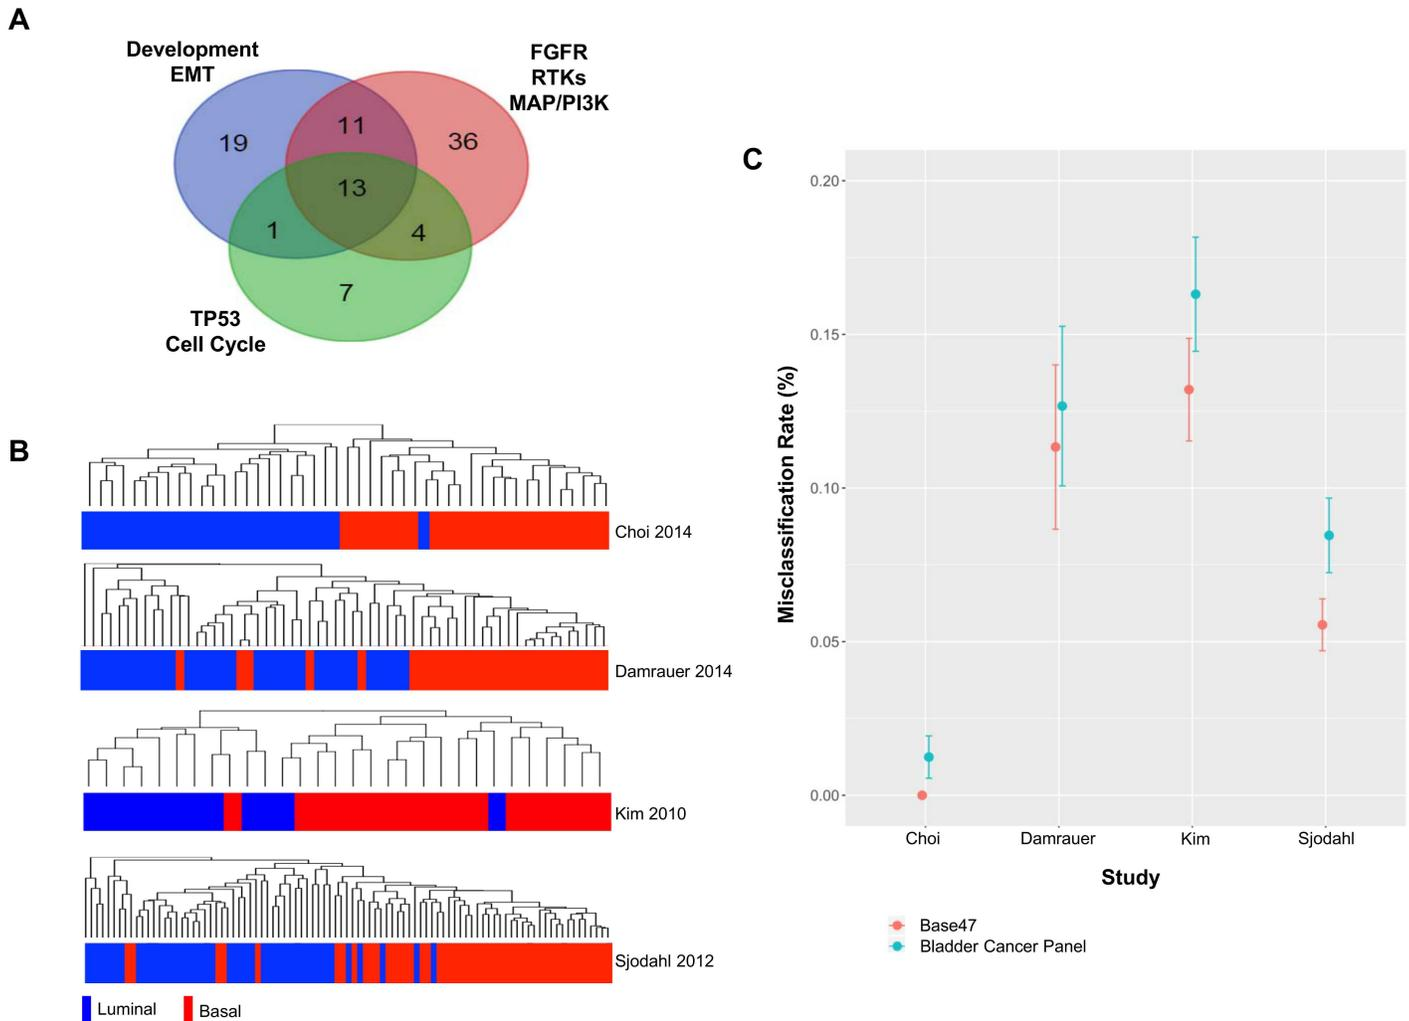 A
Development
EMT
FGFR
RTKs
MAP/PI3K
19
11
36
13
1
4
7
TP53
Cell Cycle
B
Choi 2014
Damrauer 2014
Kim 2010
Sjodahl 2012
Luminal
Basal
C
Misclassification Rate (%)
0.20
0.15
0.10
0.05
0.00
Choi
Damrauer
Kim
Sjodahl
Study
Base47
Bladder Cancer Panel